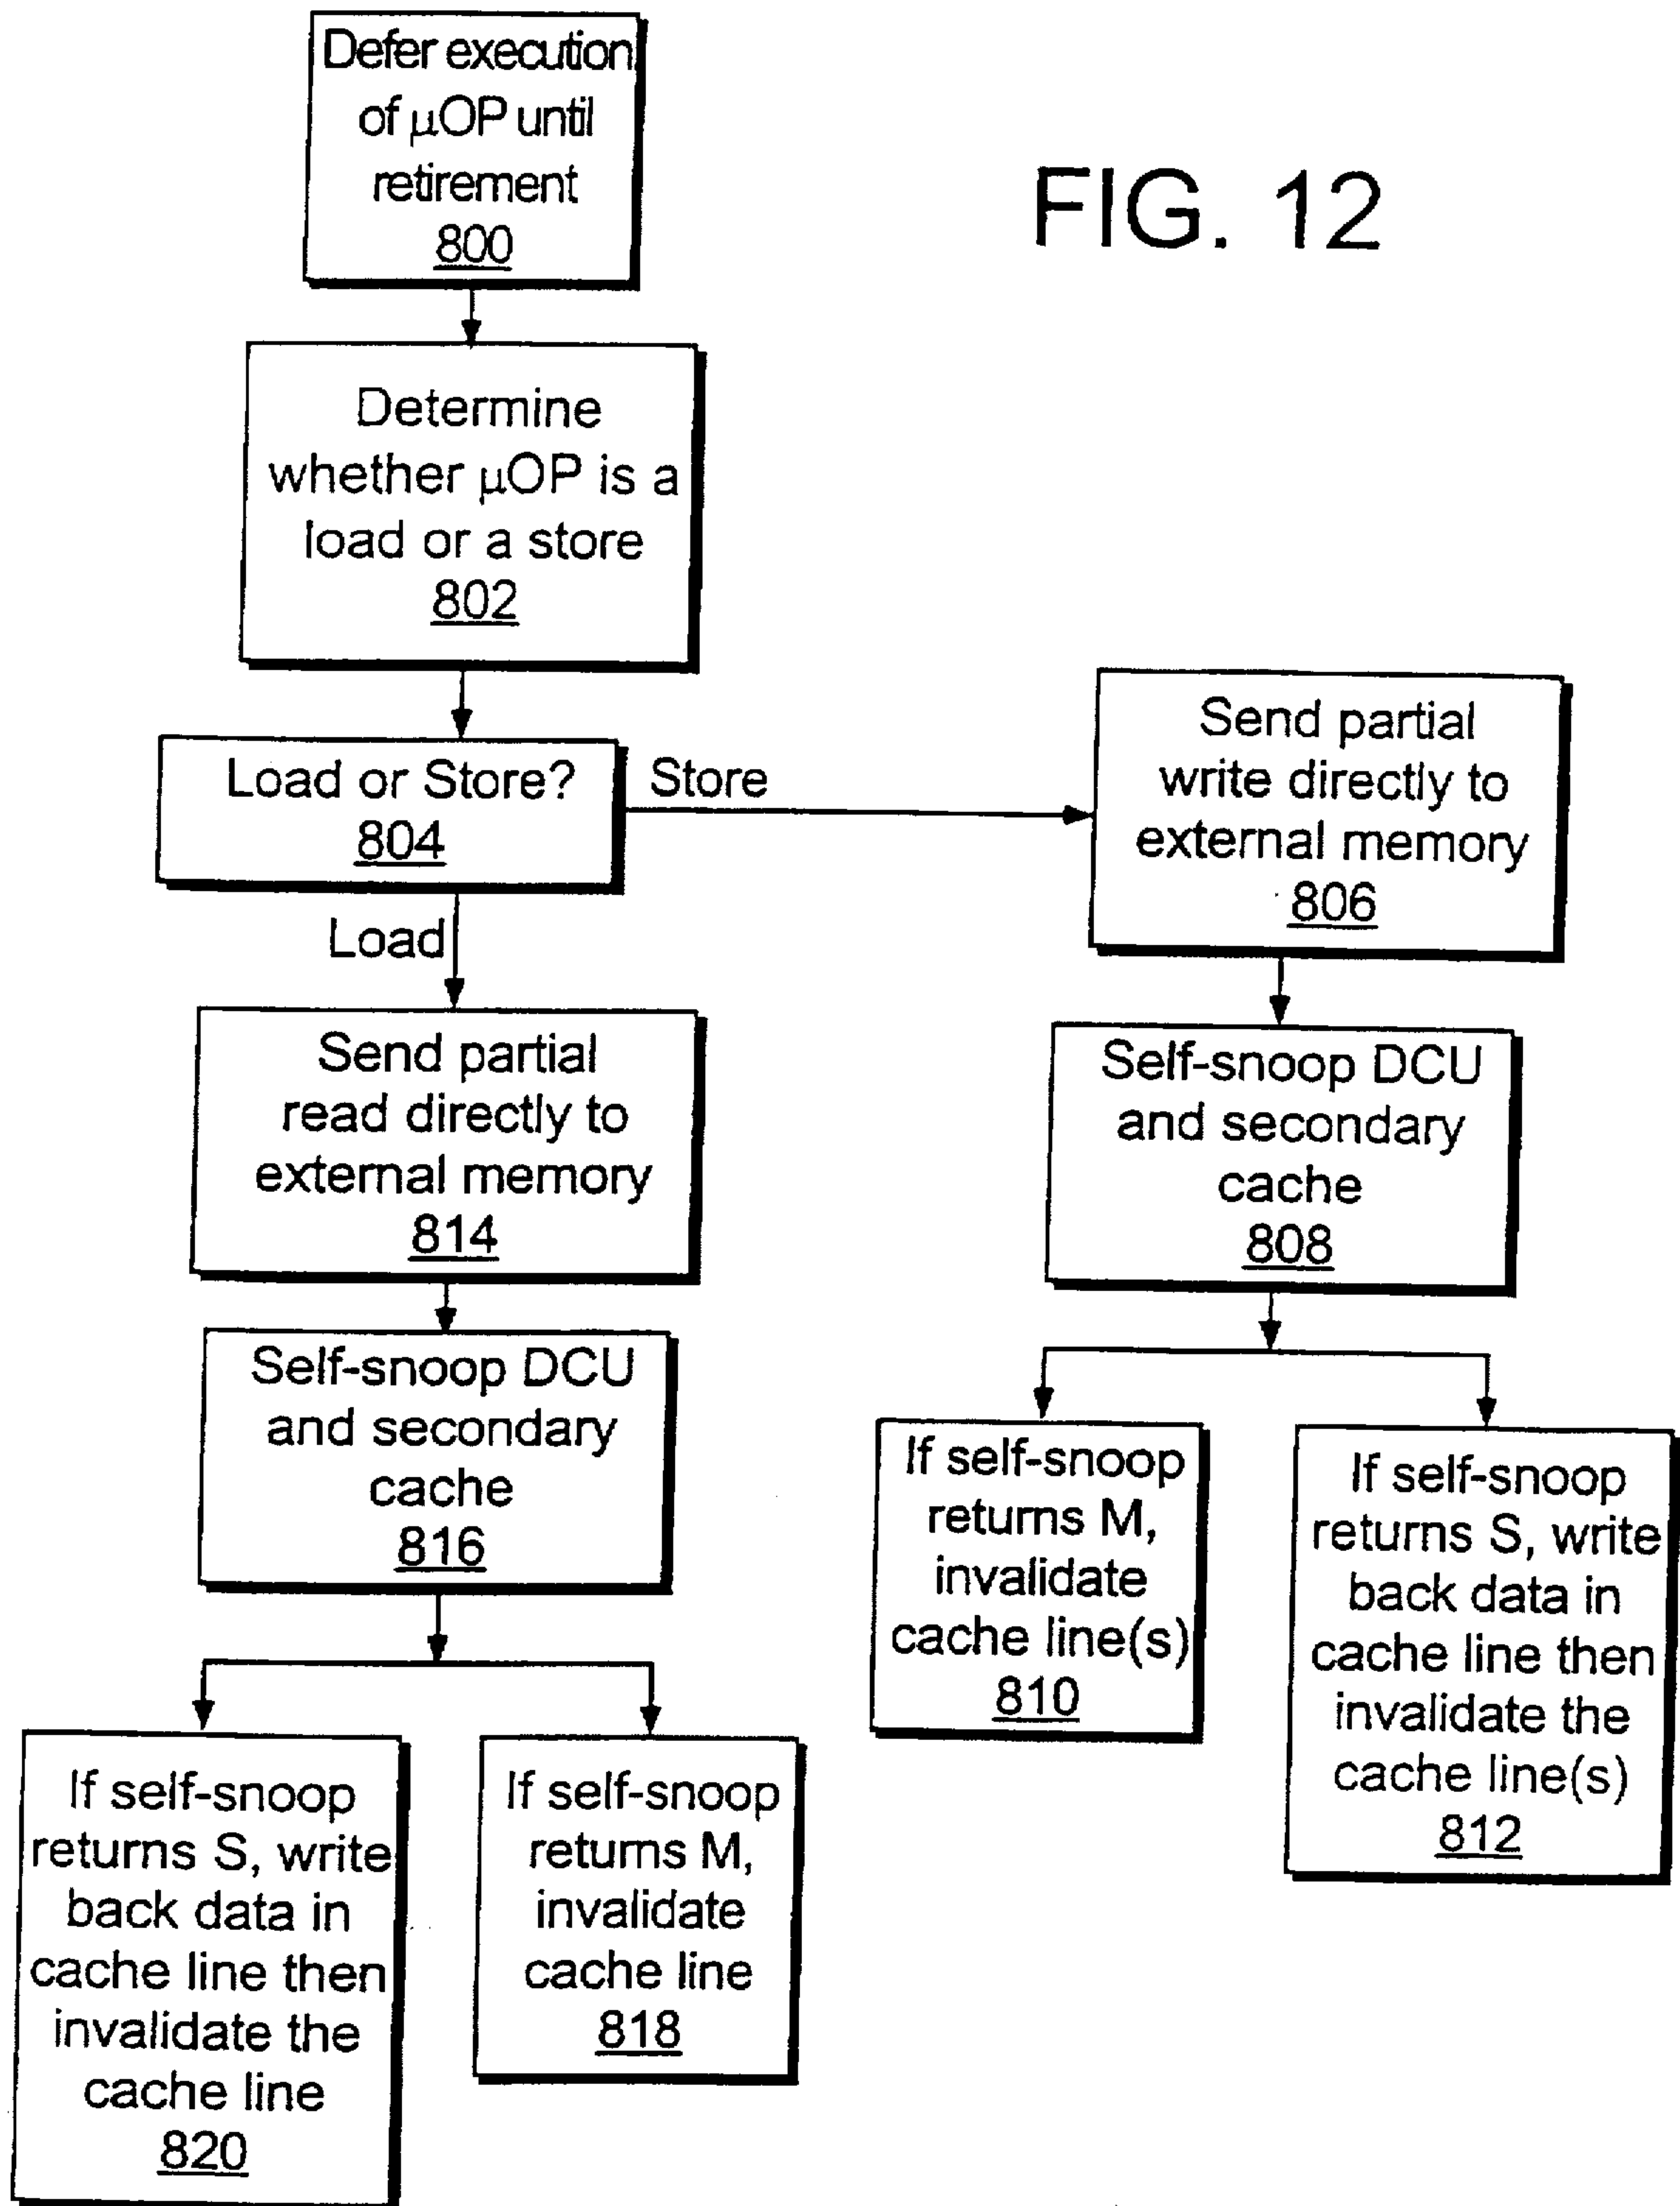 Defer execution
of μOP until
retirement
800
FIG. 12
Determine
whether μOP is a
load or a store
802
Load or Store?
804
Store
Load
Send partial
write directly to
external memory
806
Send partial
read directly to
external memory
814
Self-snoop DCU
and secondary
cache
808
Self-snoop DCU
and secondary
cache
816
If self-snoop
returns M,
invalidate
cache line(s)
810
If self-snoop
returns S, write
back data in
cache line then
invalidate the
cache line(s)
812
If self-snoop
returns S, write
back data in
cache line then
invalidate the
cache line
820
If self-snoop
returns M,
invalidate
cache line
818